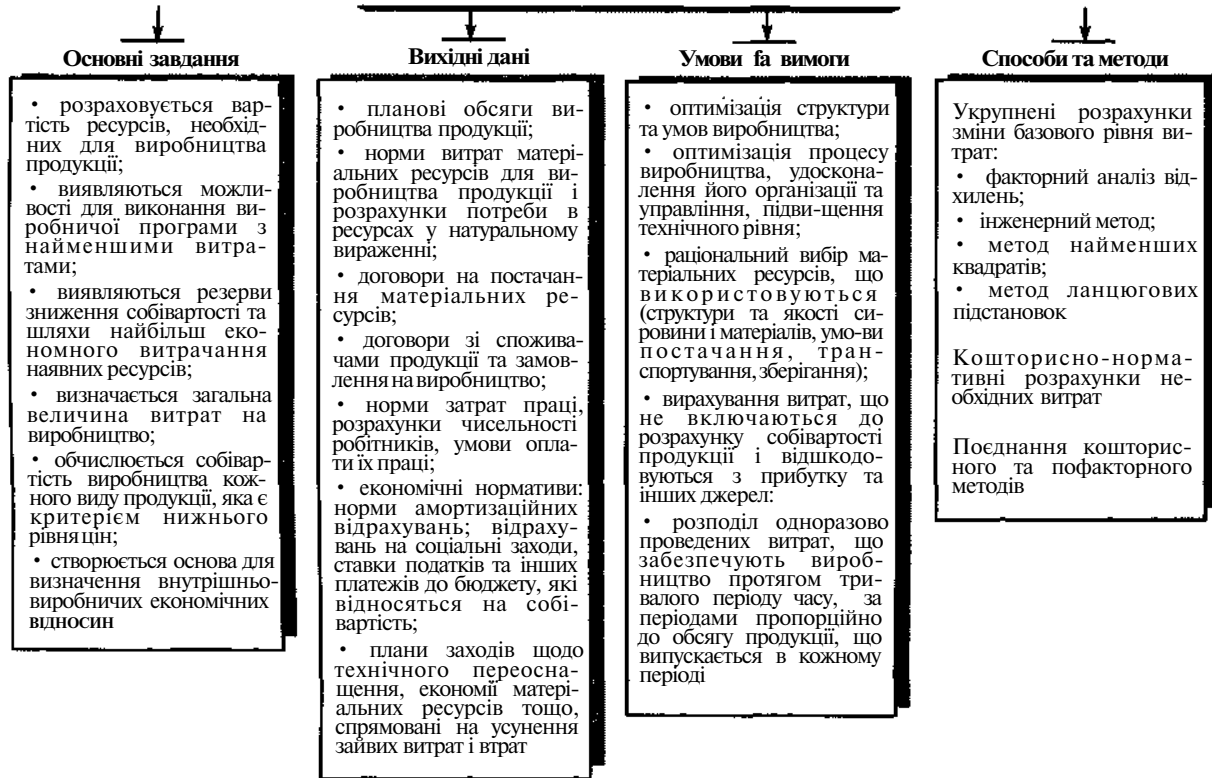 Основні завдання
• розраховується вар-
тість ресурсів, необхід-
них для виробництва
продукції;
• виявляються можли-
вості для виконання ви-
робничої програми з
найменшими витра-
тами;
• виявляються резерви
зниження собівартості та
шляхи найбільш еко-
номного витрачання
наявних ресурсів;
• визначається загальна
величина витрат на
виробництво;
• обчислюється собівар-
тість виробництва кож-
ного виду продукції, яка є
критерієм нижнього
рівня цін;
• створюється основа для
визначення внутрішньо-
виробничих економічних
відносин
Вихідні дані
• планові обсяги ви-
робництва продукції;
• норми витрат матері-
альних ресурсів для ви-
робництва продукції і
розрахунки потреби в
ресурсах у натуральному
вираженні;
• договори на постачан-
ня матеріальних ре-
сурсів;
• договори зі спожива-
чами продукції та замов-
лення на виробництво;
• норми затрат праці,
розрахунки чисельності
робітників, умови опла-
ти їх праці;
• економічні нормативи:
норми амортизаційних
відрахувань; відраху-
вань на соціальні заходи,
ставки податків та інших
платежів до бюджету, які
відносяться на собі-
вартість;
• плани заходів щодо
технічного переосна-
щення, економії матері-
альних ресурсів тощо,
спрямовані на усунення
зайвих витрат і втрат
Умови fа вимоги
• оптимізація структури
та умов виробництва;
• оптимізація процесу
виробництва, удоскона-
лення його організації та
управління, підви-щення
технічного рівня;
• раціональний вибір ма-
теріальних ресурсів, що
використовуються
(структури та якості си-
ровини і матеріалів, умо-ви
постачання, тран-
спортування, зберігання);
• вирахування витрат, що
не включаються до
розрахунку собівартості
продукції і відшкодо-
вуються з прибутку та
інших джерел:
• розподіл одноразово
проведених витрат, що
забезпечують вироб-
ництво протягом три-
валого періоду часу, за
періодами пропорційно
до обсягу продукції, що
випускається в кожному
періоді
Способи та методи
Укрупнені розрахунки
зміни базового рівня ви-
трат:
• факторний аналіз від-
хилень;
• інженерний метод;
• метод найменших
квадратів;
• метод ланцюгових
підстановок
Кошторисно-норма-
тивні розрахунки не-
обхідних витрат
Поєднання кошторис-
ного та пофакторного
методів